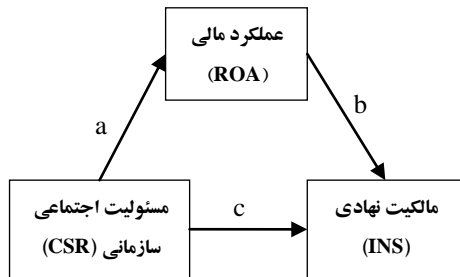 عملکرد مالی
(ROA)
a
b
مسئولیت اجتماعی
سازمانی (CSR)
c
مالکیت نهادی
(INS)